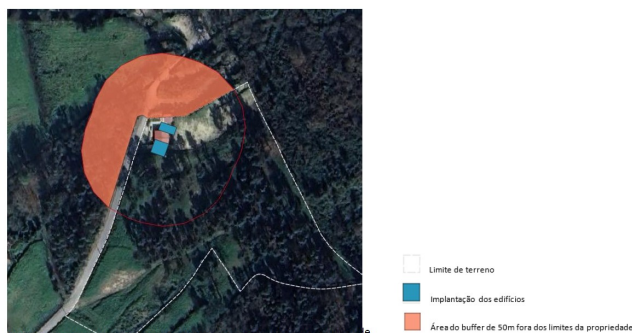 Limite de terreno
Implantação dos edifícios
Área do buffer de 50m fora dos limites da propriedade